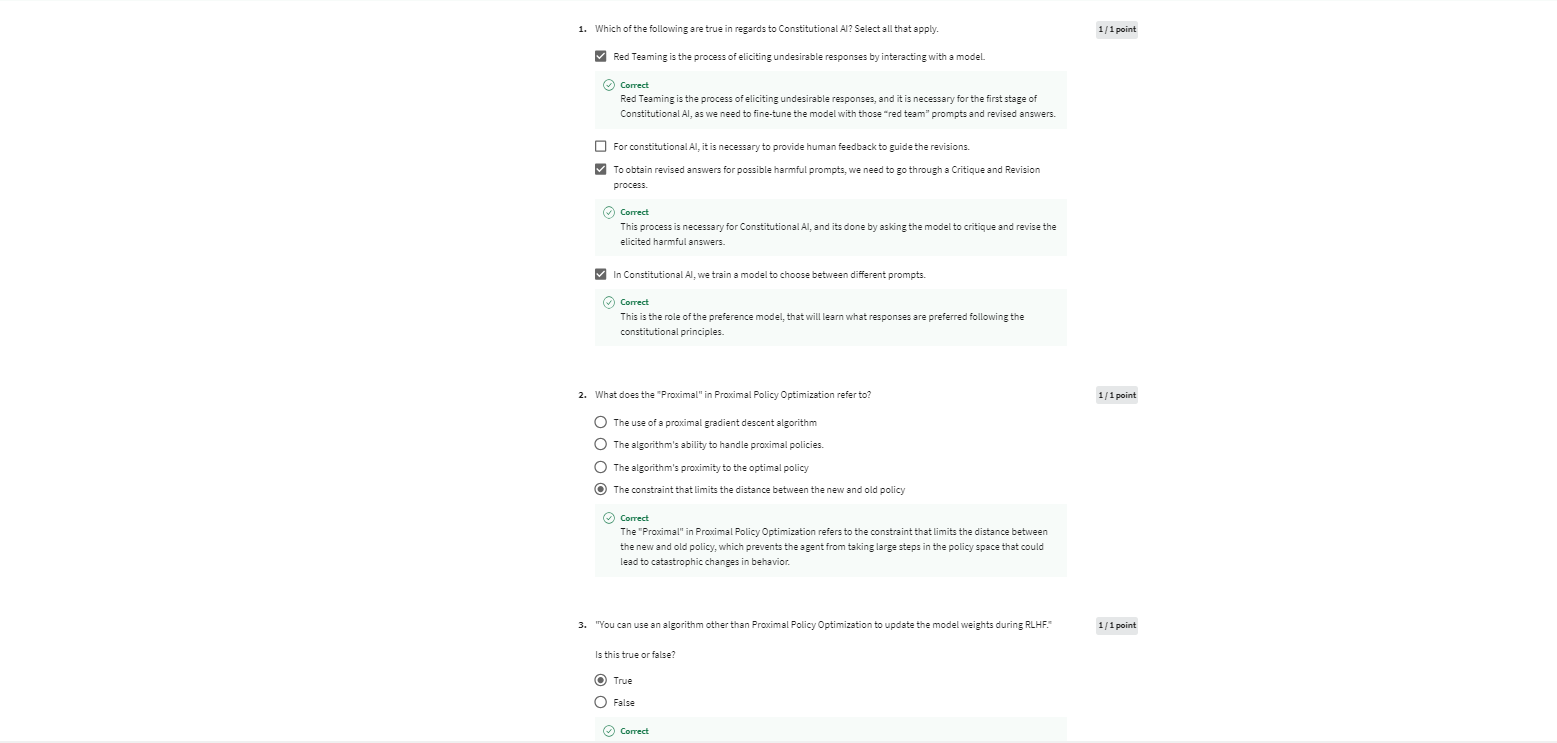 1. Which of the following are true in regards to Constitutional AI? Select all that apply. 1 / 1 point
Red Teaming is the process of eliciting undesirable responses by interacting with a model.
Correct
Red Teaming is the process of eliciting undesirable responses, and it is necessary for the first stage of
Constitutional AI, as we need to fine-tune the model with those “red team” prompts and revised answers.
For constitutional AI, it is necessary to provide human feedback to guide the revisions.
To obtain revised answers for possible harmful prompts, we need to go through a Critique and Revision
process.
Correct
This process is necessary for Constitutional AI, and its done by asking the model to critique and revise the
elicited harmful answers.
In Constitutional AI, we train a model to choose between different prompts.
Correct
This is the role of the preference model, that will learn what responses are preferred following the
constitutional principles.
2. What does the "Proximal" in Proximal Policy Optimization refer to? 1 / 1 point
The use of a proximal gradient descent algorithm
The algorithm's ability to handle proximal policies.
The algorithm's proximity to the optimal policy
The constraint that limits the distance between the new and old policy
Correct
The "Proximal" in Proximal Policy Optimization refers to the constraint that limits the distance between
the new and old policy, which prevents the agent from taking large steps in the policy space that could
lead to catastrophic changes in behavior.
3. "You can use an algorithm other than Proximal Policy Optimization to update the model weights during RLHF." 1 / 1 point
Is this true or false?
True
False
Correct